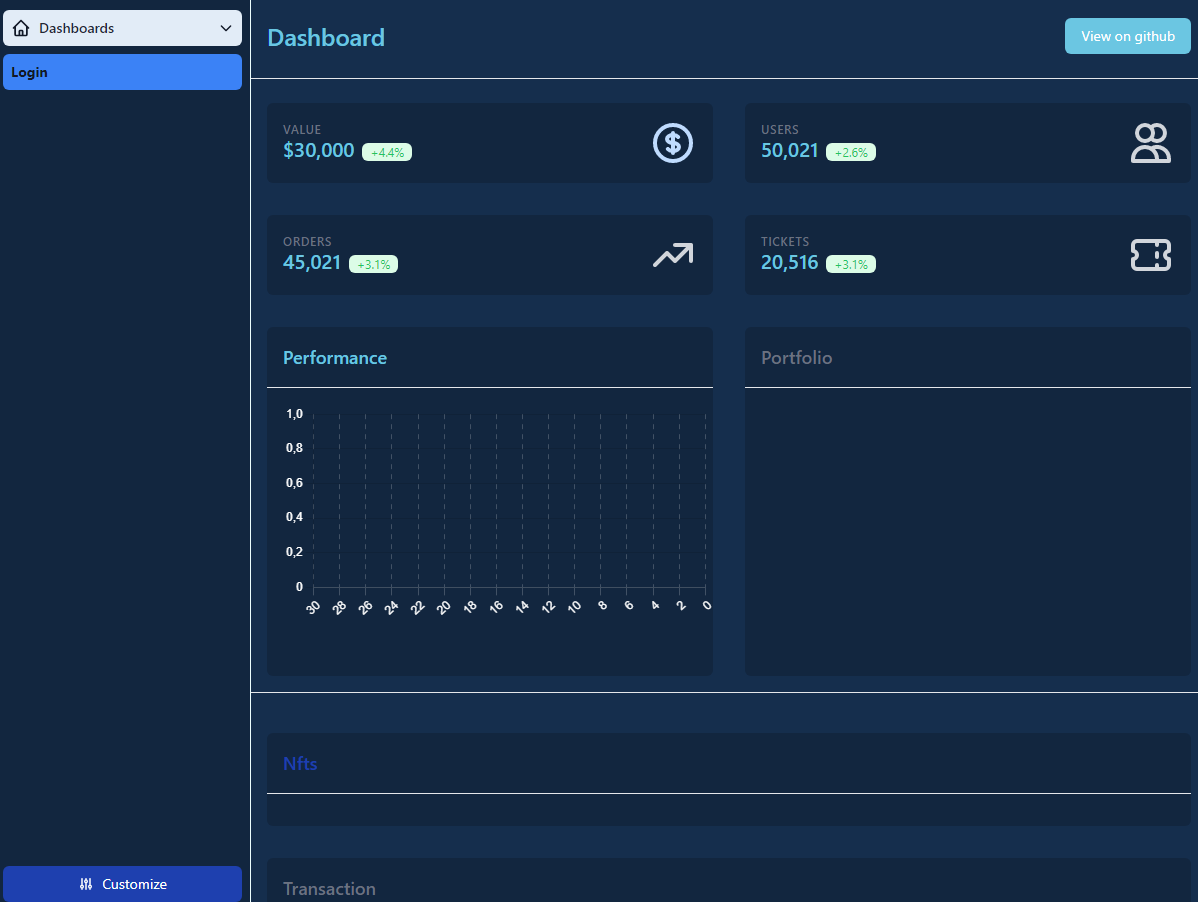 Dashboards
Login
Customize
Dashboard
View on github
VALUE
$30,000 +4.4%
USERS
50,021 +2.6%
ORDERS
45,021 +3.1%
TICKETS
20,516 +3.1%
Performance
1,0
0,8
0,6
0,4
0,2
0
30 28 26 24 22 20 18 16 14 12 10 8 6 4 2 0
Portfolio
Nfts
Transaction